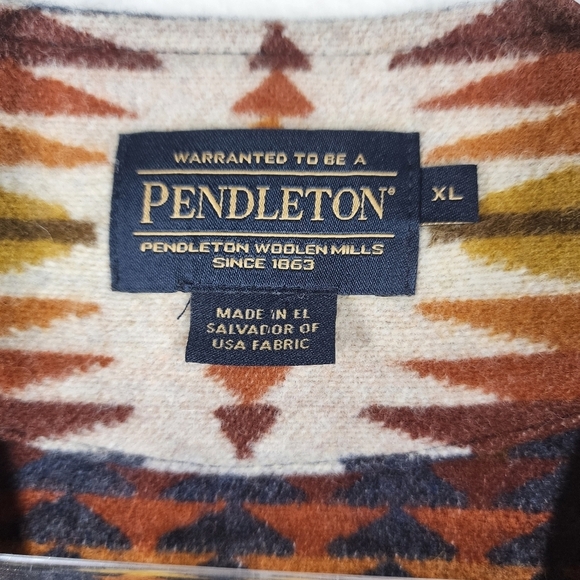 WARRANTED TO BE A
PENDLETON®
XL
PENDLETON WOOLEN MILLS
SINCE 1863
MADE IN EL
SALVADOR OF
USA FABRIC